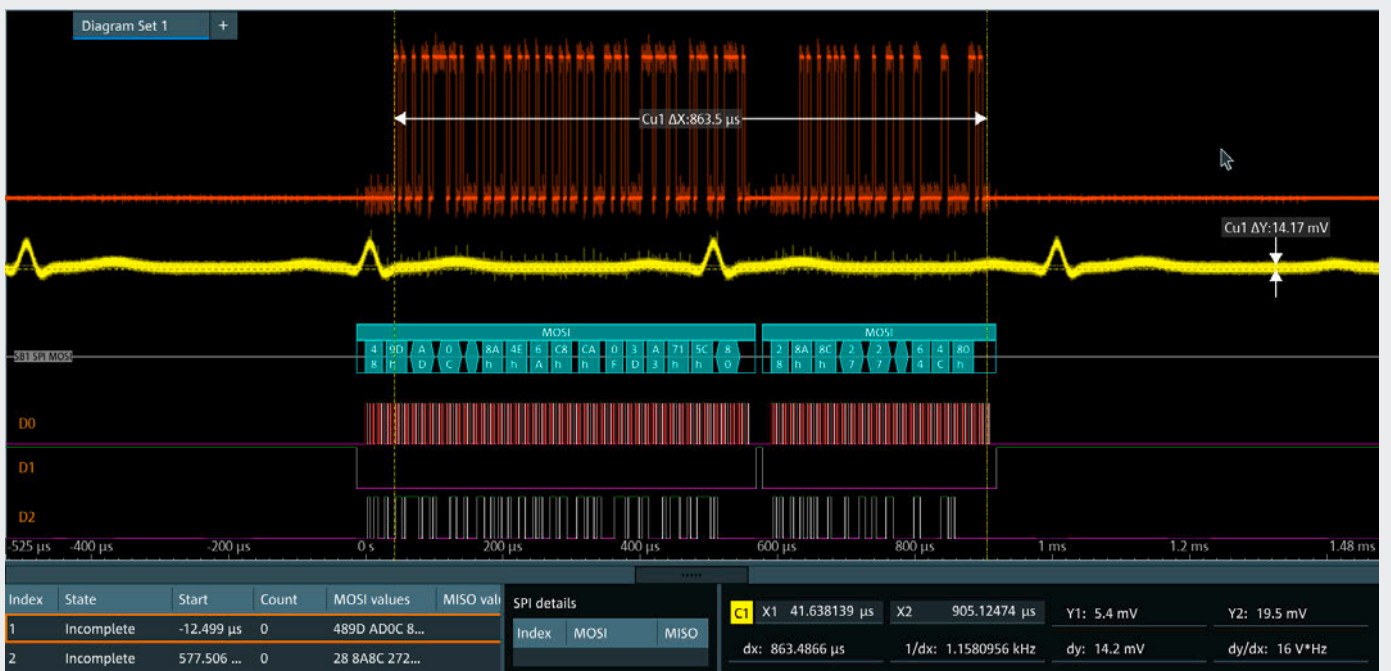 Diagram Set 1 +
Cu1 ΔX:863.5 µs
Cu1 ΔY:14.17 mV
MOSI MOSI
SB1 SPI MOSI
4 9D A 0 8A 4E 6 C8 CA 0 3 A 71 5C 8 2 8A 8C 2 2 6 4 80
8 h D C h h A h h F D 3 h h 0 8 h h 7 7 4 C h
D0
D1
D2
-525 µs -400 µs -200 µs 0 s 200 µs 400 µs 600 µs 800 µs 1 ms 1.2 ms 1.48 ms
Index State Start Count MOSI values MISO valu
1 Incomplete -12.499 µs 0 489D AD0C 8...
2 Incomplete 577.506 ... 0 28 8A8C 272...
SPI details
Index MOSI MISO
C1 X1 41.638139 µs X2 905.12474 µs Y1: 5.4 mV Y2: 19.5 mV
dx: 863.4866 µs 1/dx: 1.1580956 kHz dy: 14.2 mV dy/dx: 16 V*Hz